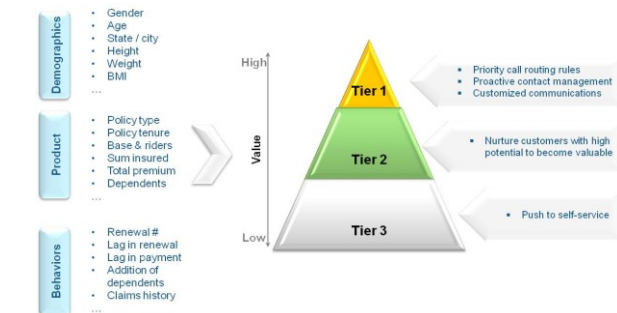 Demographics
• Gender
• Age
• State / city
• Height
• Weight
• BMI
...
Product
• Policy type
• Policy tenure
• Base & riders
• Sum insured
• Total premium
• Dependents
...
Behaviors
• Renewal #
• Lag in renewal
• Lag in payment
• Addition of
dependents
• Claims history
...
High
Value
Low
Tier 1
Tier 2
Tier 3
▪ Priority call routing rules
▪ Proactive contact management
▪ Customized communications
▪ Nurture customers with high
potential to become valuable
▪ Push to self-service